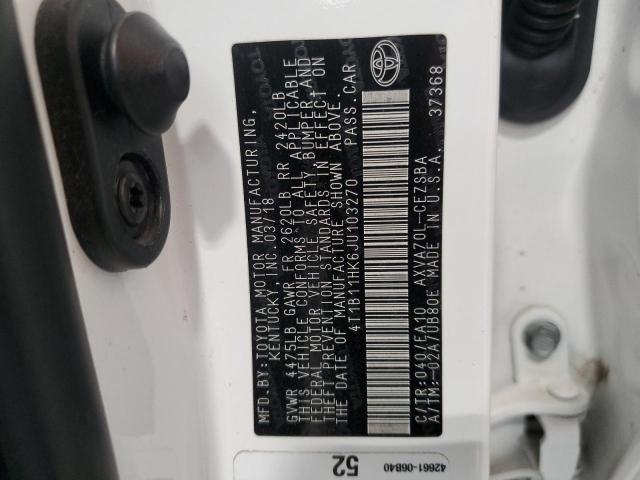 MFD.BY:TOYOTA MOTOR MANUFACTURING,
KENTUCKY, INC. 03/18
GVWR 4475LB GAWR FR 2620LB RR 2420LB
THIS VEHICLE CONFORMS TO ALL APPLICABLE
FEDERAL MOTOR VEHICLE SAFETY, BUMPER, AND
THEFT PREVENTION STANDARDS IN EFFECT ON
THE DATE OF MANUFACTURE SHOWN ABOVE.
4T1B11HK6JU103270 PASS.CAR
C/TR:040/EA10 AXVA70L-CEZSBA
A/TM:-02A/UB80E MADE IN U.S.A. 37368
52
42661-06B40